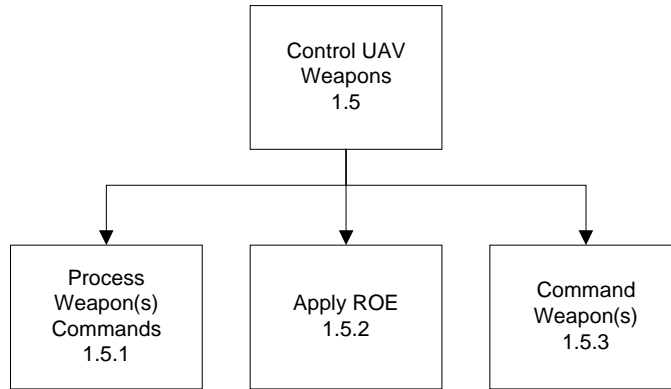 Control UAV
Weapons
1.5
Process
Weapon(s)
Commands
1.5.1
Apply ROE
1.5.2
Command
Weapon(s)
1.5.3